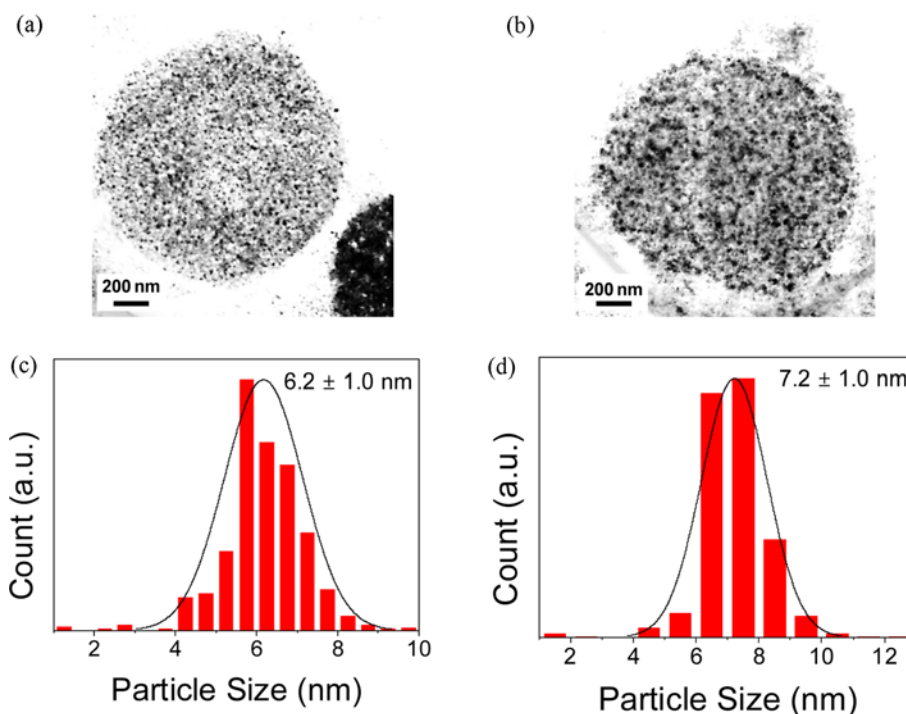 (a)
(b)
200 nm
200 nm
(c)
6.2 ± 1.0 nm
Count (a.u.)
2 4 6 8 10
Particle Size (nm)
(d)
7.2 ± 1.0 nm
Count (a.u.)
2 4 6 8 10 12
Particle Size (nm)